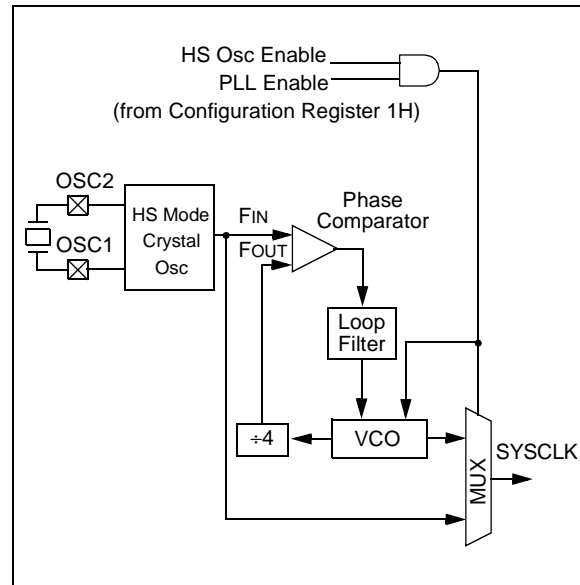 HS Osc Enable
PLL Enable
(from Configuration Register 1H)
OSC2
OSC1
HS Mode
Crystal
Osc
FIN
FOUT
Phase
Comparator
Loop
Filter
÷4
VCO
MUX
SYSCLK